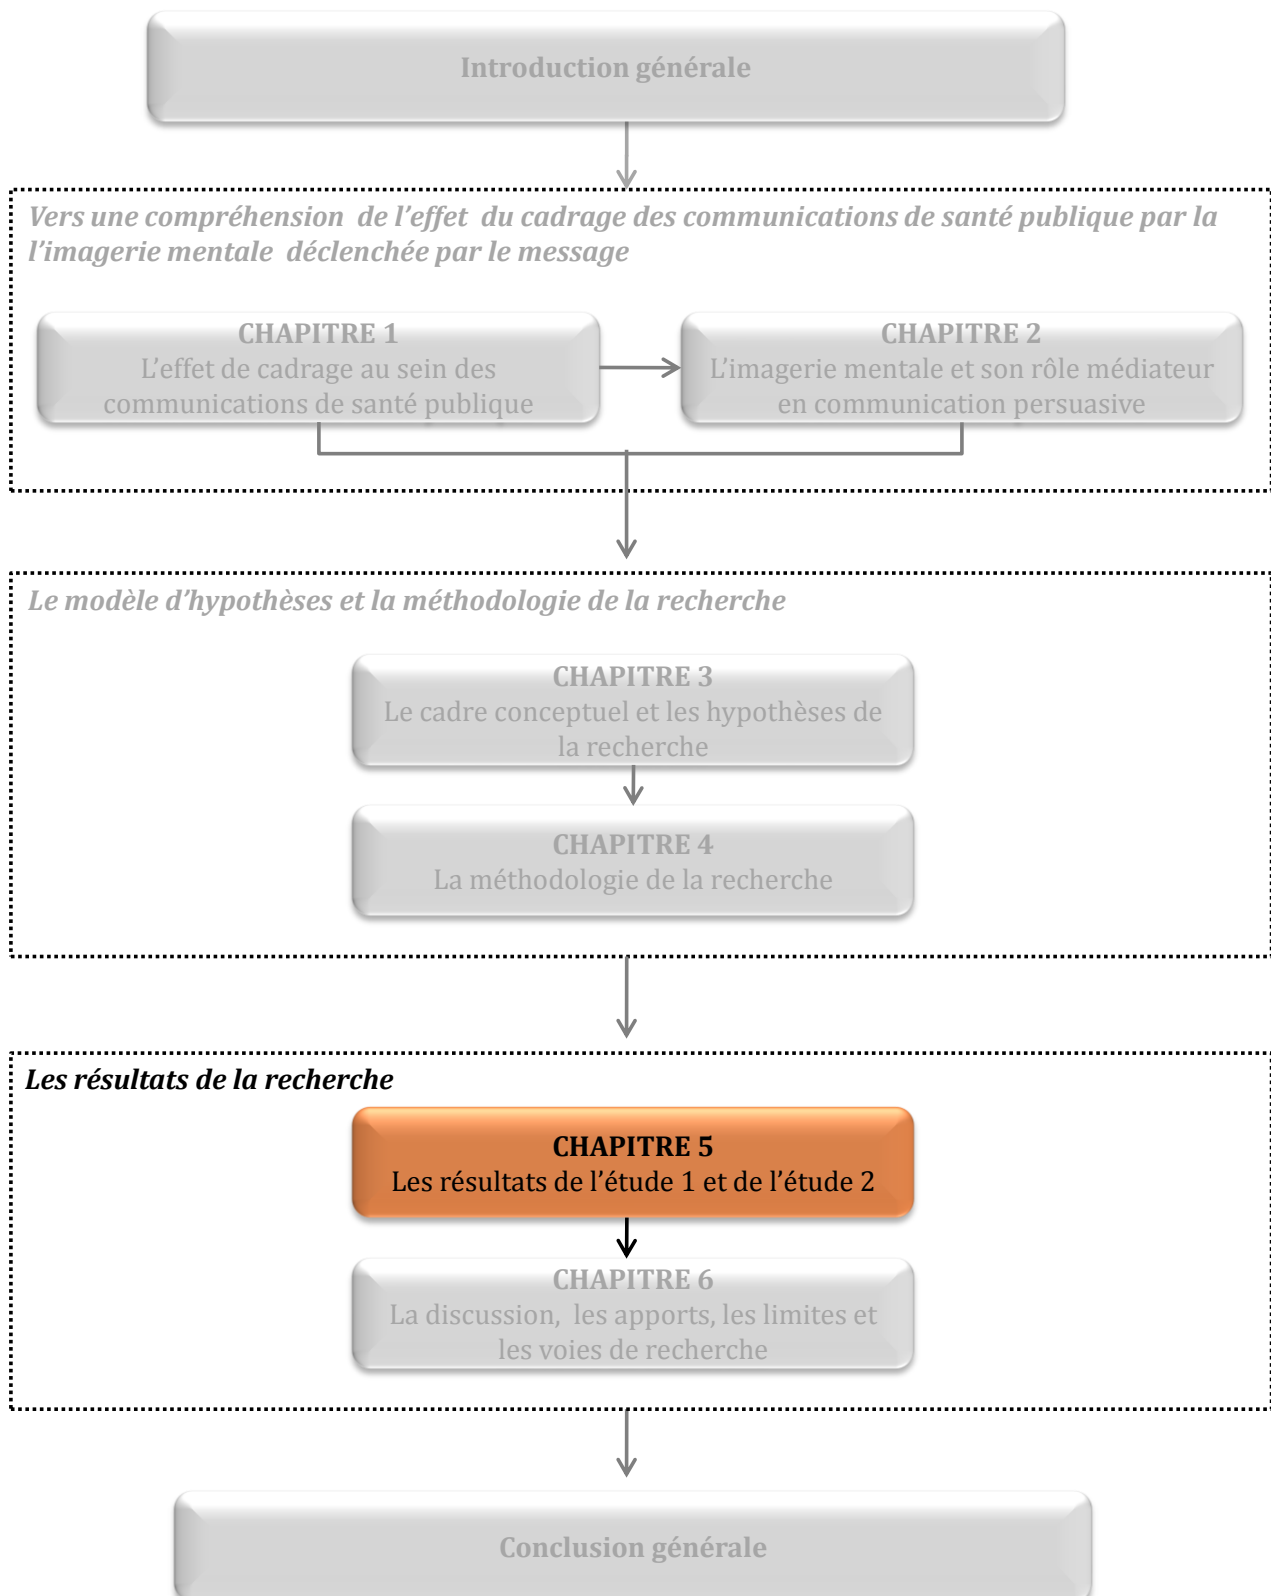 Introduction générale
Vers une compréhension de l'effet du cadrage des communications de santé publique par la
l'imagerie mentale déclenchée par le message
CHAPITRE 1
L'effet de cadrage au sein des
communications de santé publique
CHAPITRE 2
L'imagerie mentale et son rôle médiateur
en communication persuasive
Le modèle d'hypothèses et la méthodologie de la recherche
CHAPITRE 3
Le cadre conceptuel et les hypothèses de
la recherche
CHAPITRE 4
La méthodologie de la recherche
Les résultats de la recherche
CHAPITRE 5
Les résultats de l'étude 1 et de l'étude 2
CHAPITRE 6
La discussion, les apports, les limites et
les voies de recherche
Conclusion générale